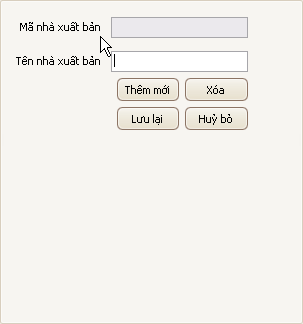 Mã nhà xuất bản
Tên nhà xuất bản
Thêm mới Xóa
Lưu lại Huỷ bỏ